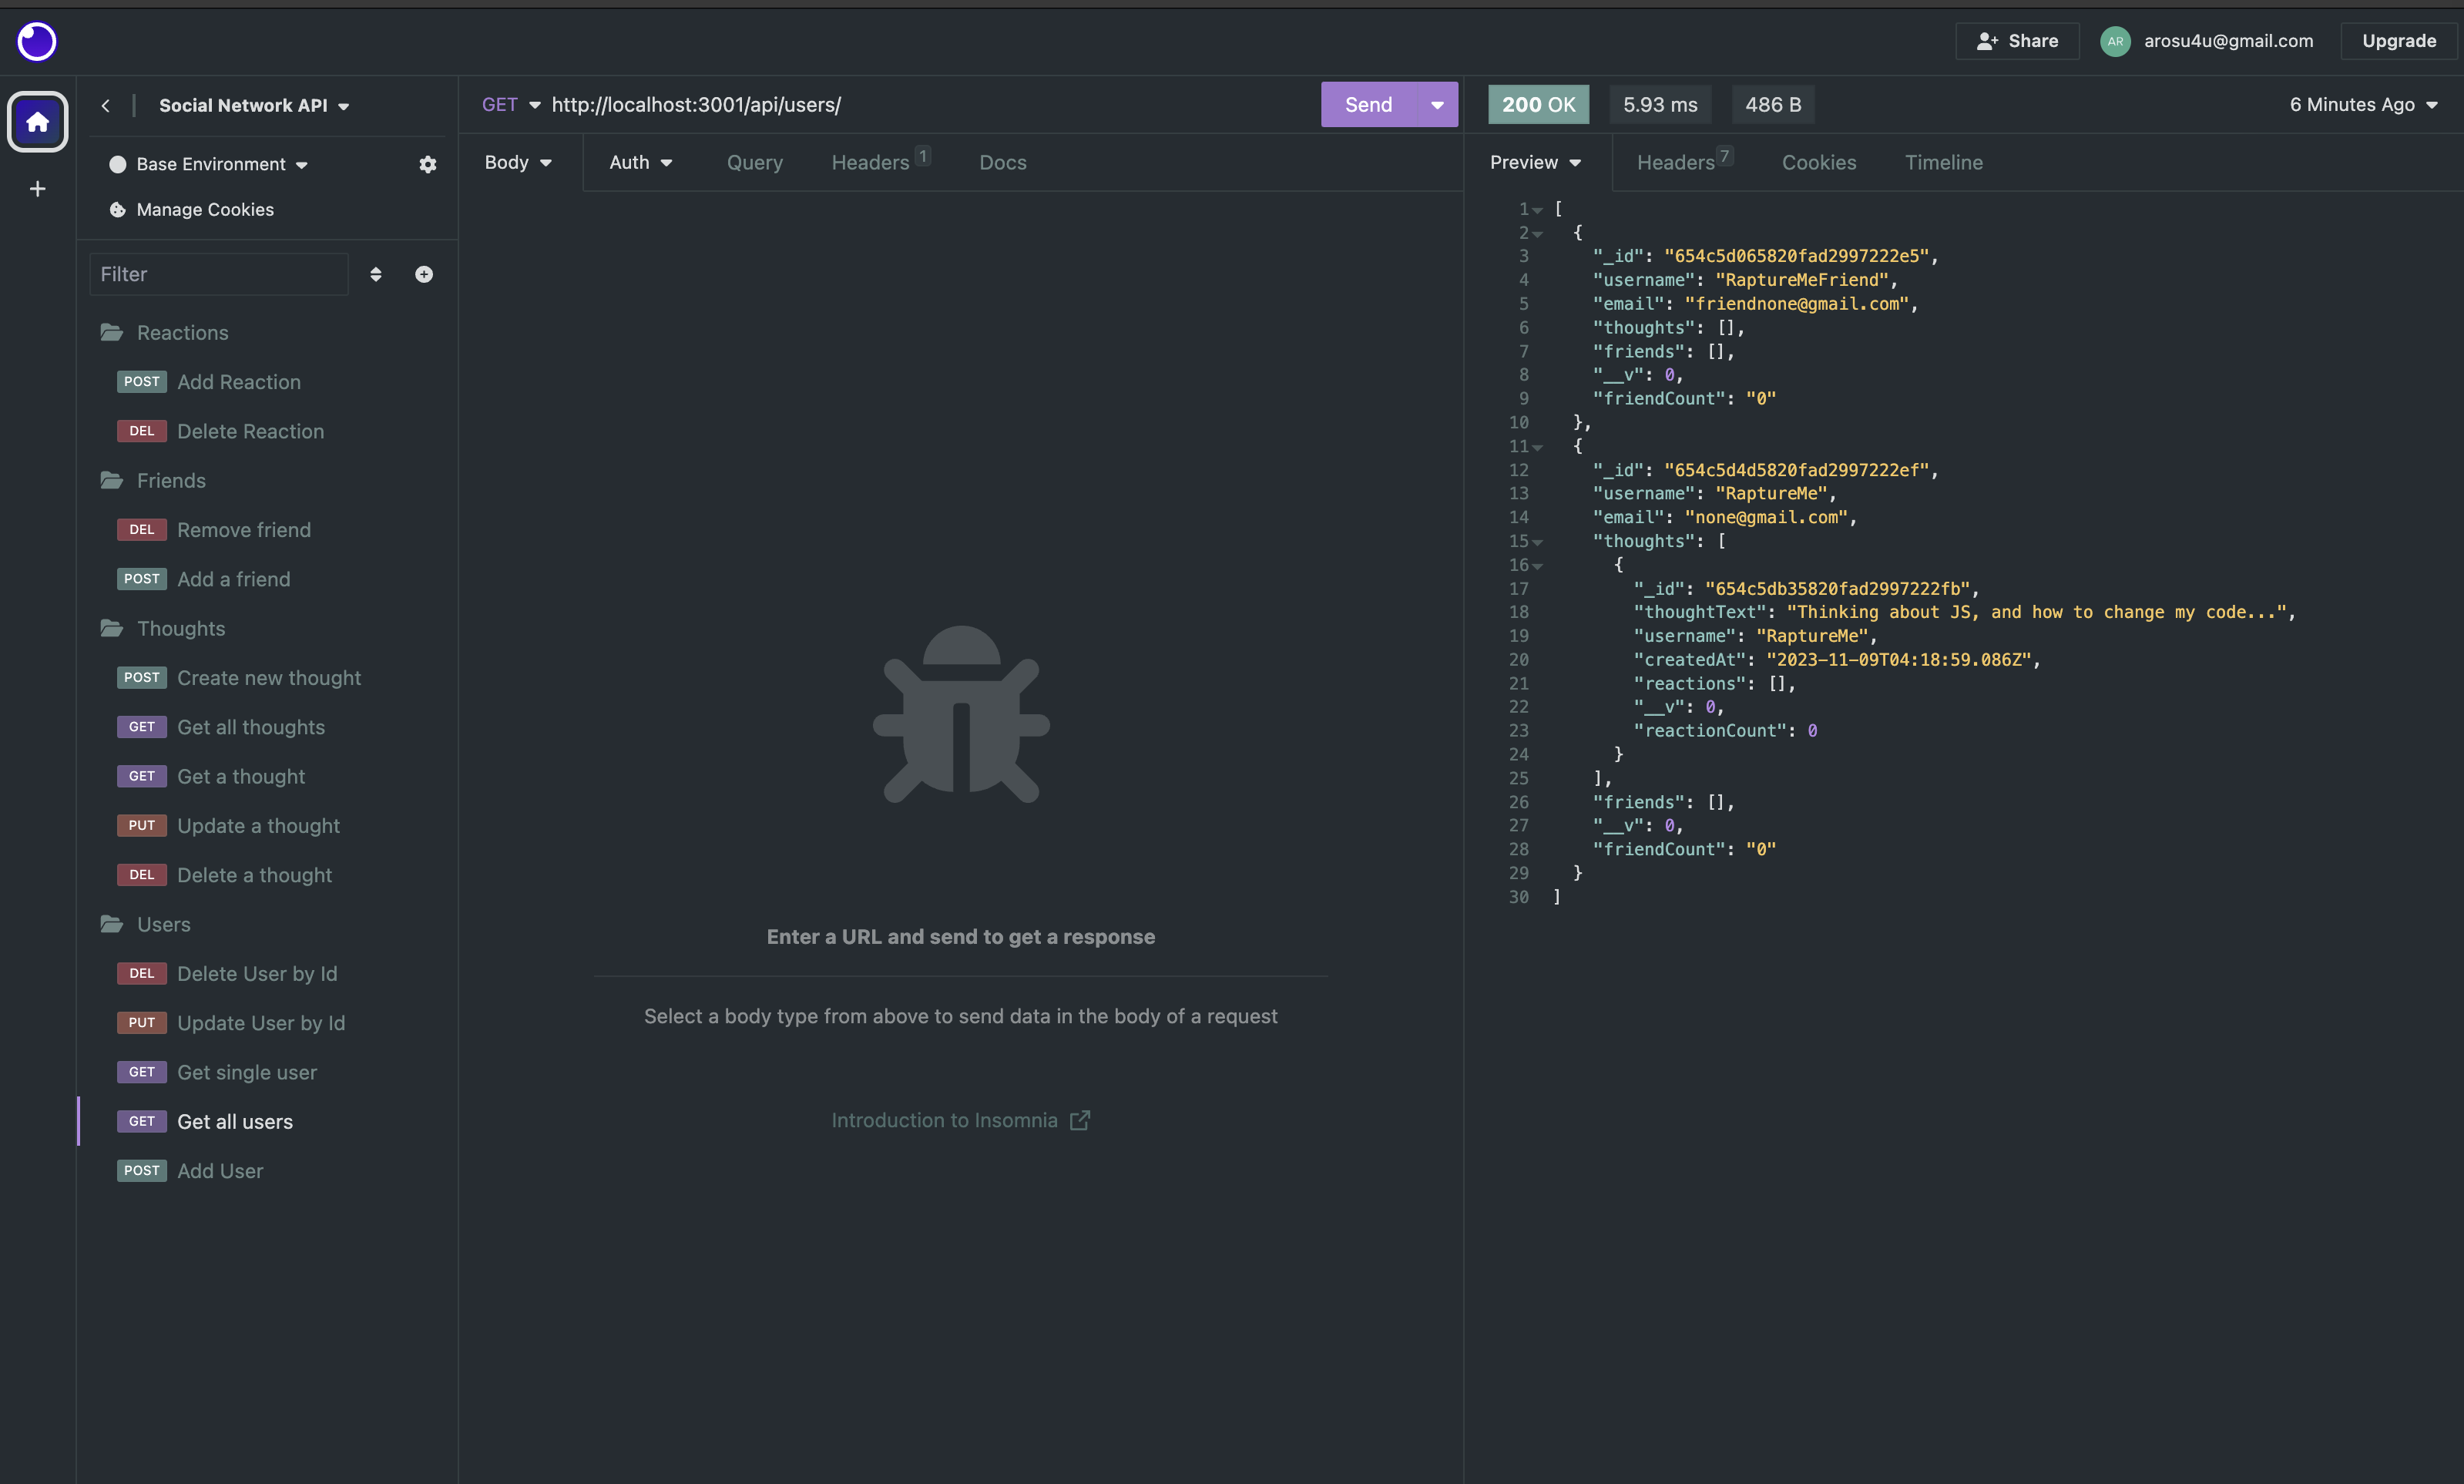 Share
AR
arosu4u@gmail.com
Upgrade
Social Network API
Base Environment
Manage Cookies
Filter
Reactions
POST Add Reaction
DEL Delete Reaction
Friends
DEL Remove friend
POST Add a friend
Thoughts
POST Create new thought
GET Get all thoughts
GET Get a thought
PUT Update a thought
DEL Delete a thought
Users
DEL Delete User by Id
PUT Update User by Id
GET Get single user
GET Get all users
POST Add User
GET http://localhost:3001/api/users/
Send
Body Auth Query Headers 1 Docs
Enter a URL and send to get a response
Select a body type from above to send data in the body of a request
Introduction to Insomnia
200 OK 5.93 ms 486 B 6 Minutes Ago
Preview Headers 7 Cookies Timeline
1 [
2 {
3 "_id": "654c5d065820fad2997222e5",
4 "username": "RaptureMeFriend",
5 "email": "friendnone@gmail.com",
6 "thoughts": [],
7 "friends": [],
8 "__v": 0,
9 "friendCount": "0"
10 },
11 {
12 "_id": "654c5d4d5820fad2997222ef",
13 "username": "RaptureMe",
14 "email": "none@gmail.com",
15 "thoughts": [
16 {
17 "_id": "654c5db35820fad2997222fb",
18 "thoughtText": "Thinking about JS, and how to change my code...",
19 "username": "RaptureMe",
20 "createdAt": "2023-11-09T04:18:59.086Z",
21 "reactions": [],
22 "__v": 0,
23 "reactionCount": 0
24 }
25 ],
26 "friends": [],
27 "__v": 0,
28 "friendCount": "0"
29 }
30 ]